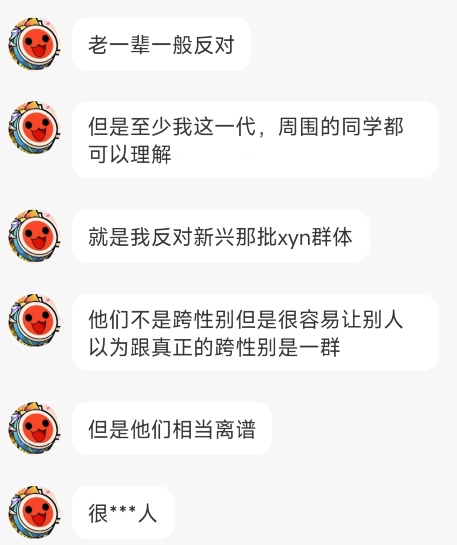 老一辈一般反对
但是至少我这一代，周围的同学都
可以理解
就是我反对新兴那批xyn群体
他们不是跨性别但是很容易让别人
以为跟真正的跨性别是一群
但是他们相当离谱
很***人